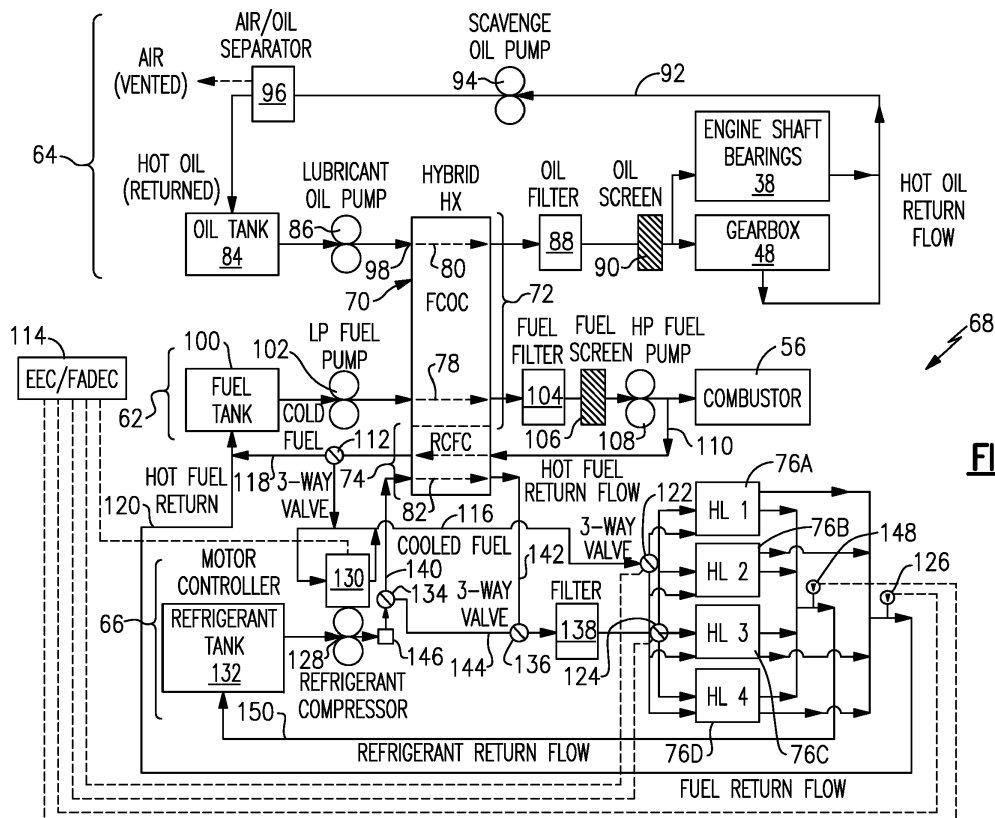 AIR/OIL
SEPARATOR
SCAVENGE
OIL PUMP
AIR
(VENTED)
96
94
92
64
HOT OIL
(RETURNED)
LUBRICANT
OIL PUMP
HYBRID
HX
OIL
FILTER
OIL
SCREEN
ENGINE SHAFT
BEARINGS
38
HOT OIL
RETURN
FLOW
OIL TANK
84
86
98
80
88
90
GEARBOX
48
70
FCOC
72
68
114
EEC/FADEC
100
102
LP FUEL
PUMP
78
FUEL
FILTER
FUEL
SCREEN
HP FUEL
PUMP
56
62
FUEL
TANK
COLD
FUEL
104
106
108
COMBUSTOR
110
FI
112
RCFC
74
118
3-WAY
VALVE
HOT FUEL
RETURN
82
HOT FUEL
RETURN FLOW
120
116
COOLED FUEL
122
3-WAY
VALVE
76A
HL 1
76B
148
126
MOTOR
CONTROLLER
130
140
134
3-WAY
VALVE
142
FILTER
HL 2
66
REFRIGERANT
TANK
132
128
146
144
136
138
124
HL 3
REFRIGERANT
COMPRESSOR
HL 4
150
REFRIGERANT RETURN FLOW
76D
76C
FUEL RETURN FLOW